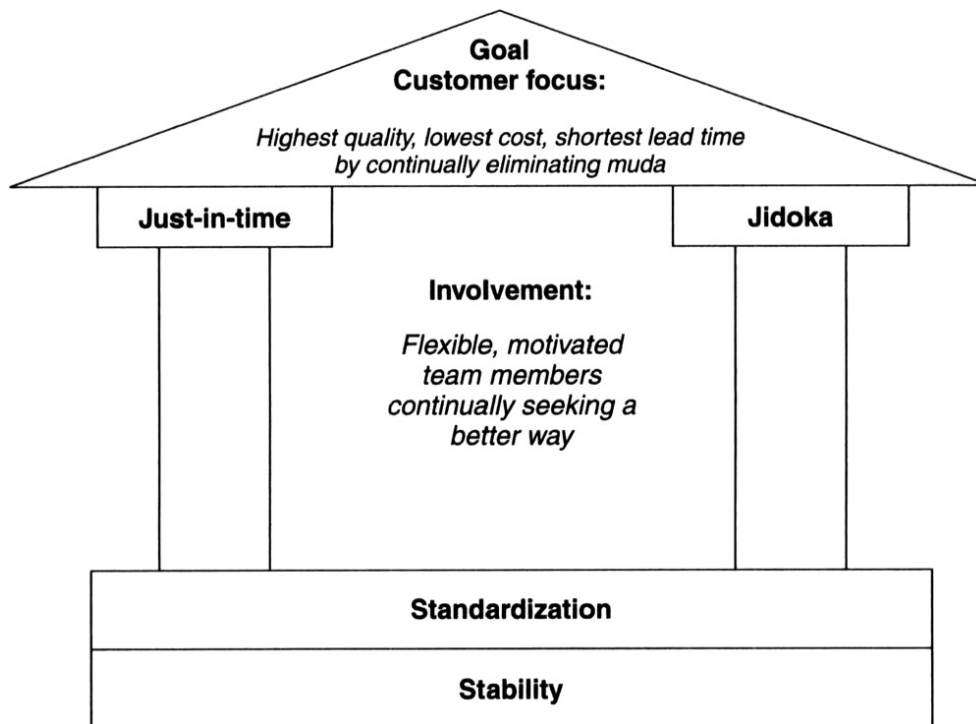 Goal
Customer focus:
Highest quality, lowest cost, shortest lead time
by continually eliminating muda
Just-in-time
Jidoka
Involvement:
Flexible, motivated
team members
continually seeking a
better way
Standardization
Stability